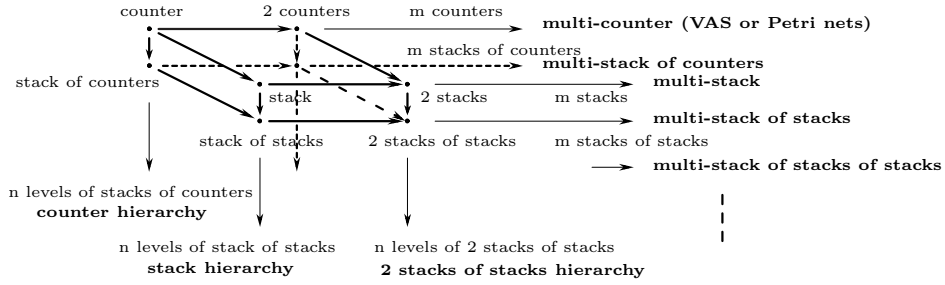 counter 2 counters m counters multi-counter (VAS or Petri nets)
m stacks of counters
stack of counters multi-stack of counters
multi-stack
stack 2 stacks m stacks
multi-stack of stacks
stack of stacks 2 stacks of stacks m stacks of stacks
multi-stack of stacks of stacks
n levels of stacks of counters
counter hierarchy
n levels of stack of stacks n levels of 2 stacks of stacks
stack hierarchy 2 stacks of stacks hierarchy